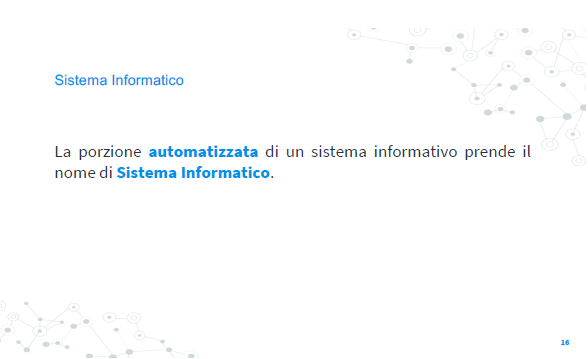 Sistema Informatico
La porzione automatizzata di un sistema informativo prende il
nome di Sistema Informatico.
16